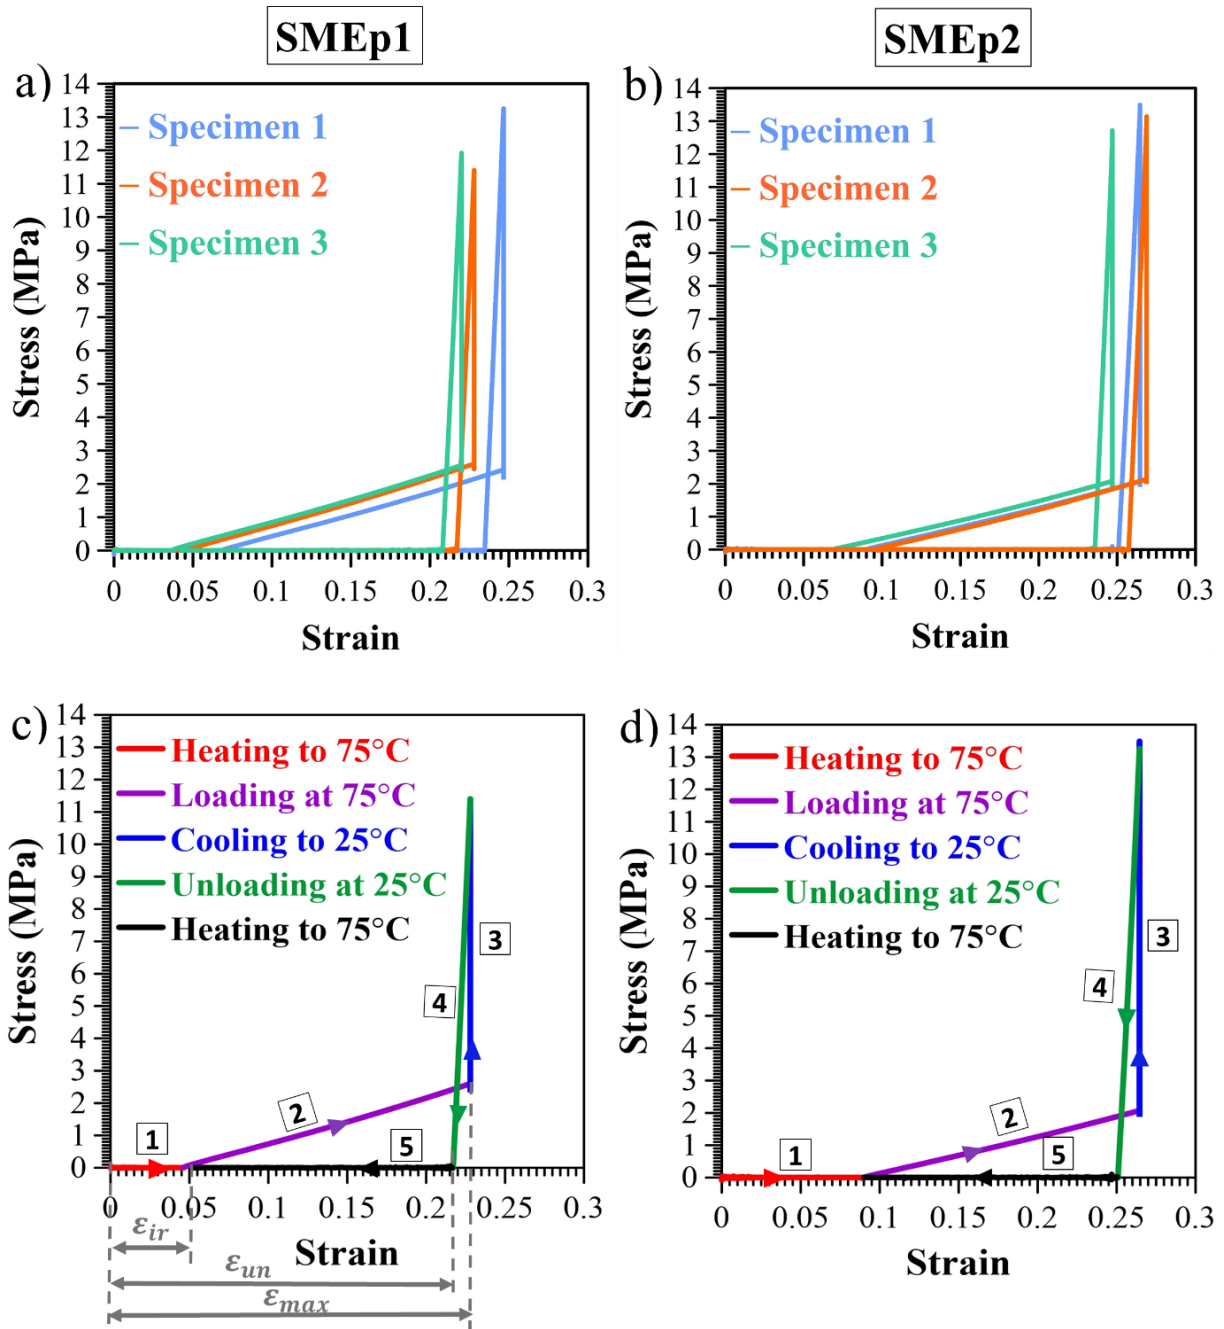 SMEp1
SMEp2
a)
14
13
12
11
10
9
8
7
6
5
4
3
2
1
0
Stress (MPa)
Specimen 1
Specimen 2
Specimen 3
0 0.05 0.1 0.15 0.2 0.25 0.3
Strain
b)
14
13
12
11
10
9
8
7
6
5
4
3
2
1
0
Stress (MPa)
Specimen 1
Specimen 2
Specimen 3
0 0.05 0.1 0.15 0.2 0.25 0.3
Strain
c)
14
13
12
11
10
9
8
7
6
5
4
3
2
1
0
Stress (MPa)
Heating to 75°C
Loading at 75°C
Cooling to 25°C
Unloading at 25°C
Heating to 75°C
3
4
2
1
5
0 0.05 0.1 0.15 0.2 0.25 0.3
Strain
εir
εun
εmax
d)
14
13
12
11
10
9
8
7
6
5
4
3
2
1
0
Stress (MPa)
Heating to 75°C
Loading at 75°C
Cooling to 25°C
Unloading at 25°C
Heating to 75°C
3
4
2
1
5
0 0.05 0.1 0.15 0.2 0.25 0.3
Strain